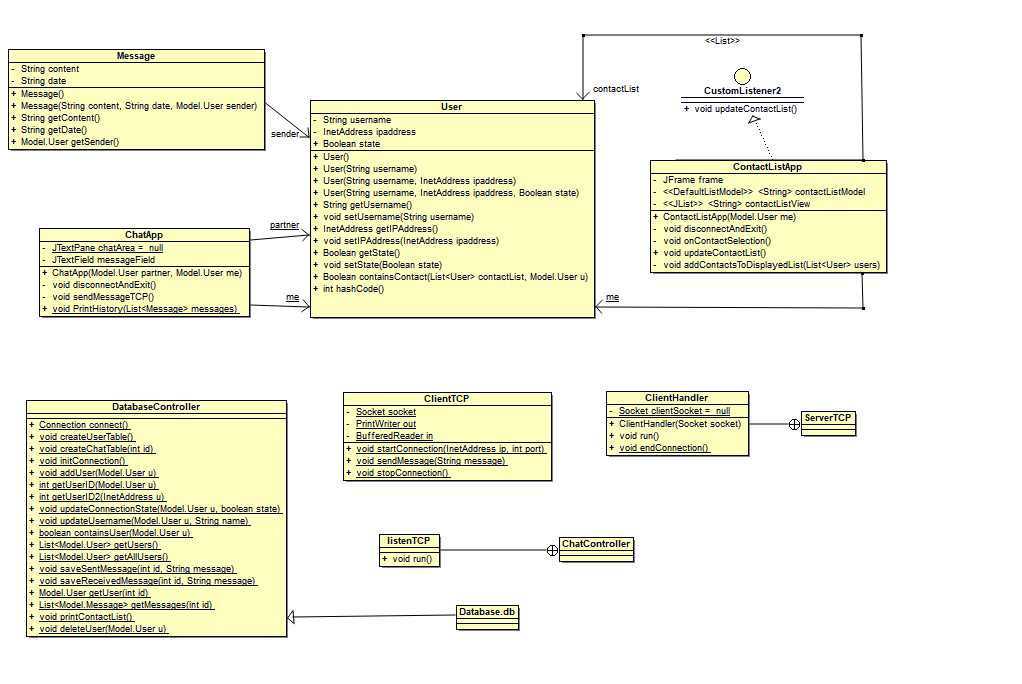 Message
- String content
- String date
+ Message()
+ Message(String content, String date, Model.User sender)
+ String getContent()
+ String getDate()
+ Model.User getSender()
sender
<<List>>
contactList
CustomListener2
+ void updateContactList()
User
- String username
- InetAddress ipaddress
+ Boolean state
+ User()
+ User(String username)
+ User(String username, InetAddress ipaddress)
+ User(String username, InetAddress ipaddress, Boolean state)
+ String getUsername()
+ void setUsername(String username)
+ InetAddress getIPAddress()
+ void setIPAddress(InetAddress ipaddress)
+ Boolean getState()
+ void setState(Boolean state)
+ Boolean containsContact(List<User> contactList, Model.User u)
+ int hashCode()
ContactListApp
- JFrame frame
- <<DefaultListModel>> <String> contactListModel
- <<JList>> <String> contactListView
+ ContactListApp(Model.User me)
- void disconnectAndExit()
- void onContactSelection()
+ void updateContactList()
- void addContactsToDisplayedList(List<User> users)
partner
ChatApp
- JTextPane chatArea = null
- JTextField messageField
+ ChatApp(Model.User partner, Model.User me)
- void disconnectAndExit()
- void sendMessageTCP()
+ void PrintHistory(List<Message> messages)
me
me
DatabaseController
+ Connection connect()
+ void createUserTable()
+ void createChatTable(int id)
+ void initConnection()
+ void addUser(Model.User u)
+ int getUserID(Model.User u)
+ int getUserID2(InetAddress u)
+ void updateConnectionState(Model.User u, boolean state)
+ void updateUsername(Model.User u, String name)
+ boolean containsUser(Model.User u)
+ List<Model.User> getUsers()
+ List<Model.User> getAllUsers()
+ void saveSentMessage(int id, String message)
+ void saveReceivedMessage(int id, String message)
+ Model.User getUser(int id)
+ List<Model.Message> getMessages(int id)
+ void printContactList()
+ void deleteUser(Model.User u)
ClientTCP
- Socket socket
- PrintWriter out
- BufferedReader in
+ void startConnection(InetAddress ip, int port)
+ void sendMessage(String message)
+ void stopConnection()
ClientHandler
- Socket clientSocket = null
+ ClientHandler(Socket socket)
+ void run()
+ void endConnection()
ServerTCP
listenTCP
+ void run()
ChatController
Database.db